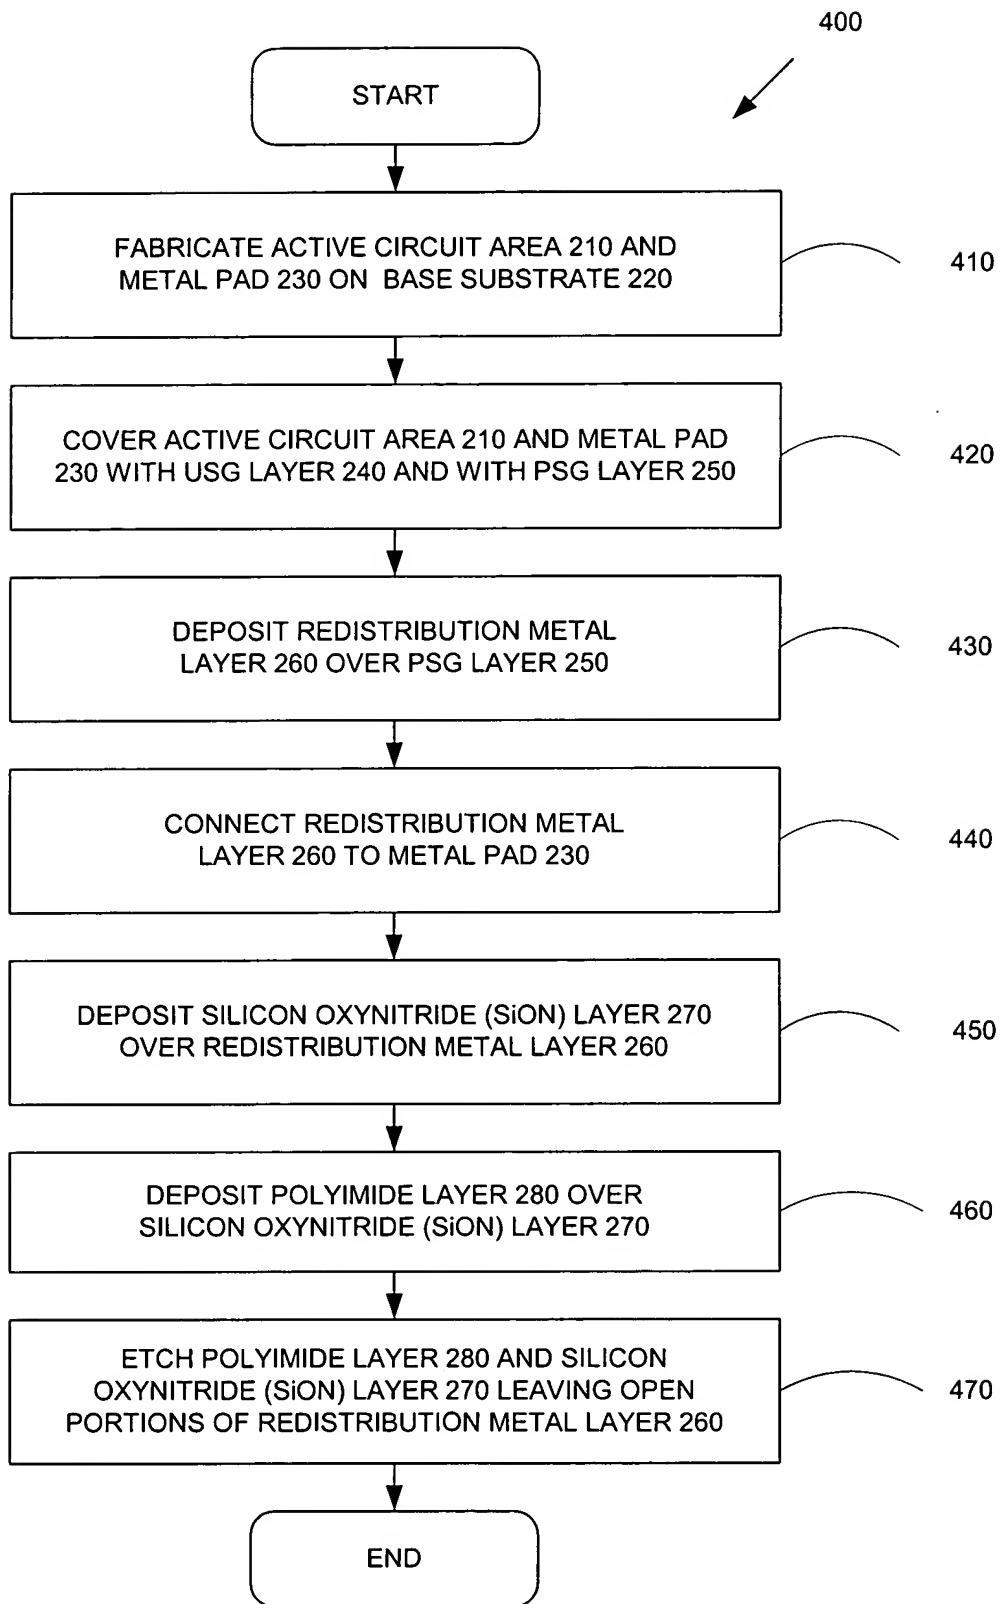 400
START
FABRICATE ACTIVE CIRCUIT AREA 210 AND
METAL PAD 230 ON BASE SUBSTRATE 220
410
COVER ACTIVE CIRCUIT AREA 210 AND METAL PAD
230 WITH USG LAYER 240 AND WITH PSG LAYER 250
420
DEPOSIT REDISTRIBUTION METAL
LAYER 260 OVER PSG LAYER 250
430
CONNECT REDISTRIBUTION METAL
LAYER 260 TO METAL PAD 230
440
DEPOSIT SILICON OXYNITRIDE (SiON) LAYER 270
OVER REDISTRIBUTION METAL LAYER 260
450
DEPOSIT POLYIMIDE LAYER 280 OVER
SILICON OXYNITRIDE (SiON) LAYER 270
460
ETCH POLYIMIDE LAYER 280 AND SILICON
OXYNITRIDE (SiON) LAYER 270 LEAVING OPEN
PORTIONS OF REDISTRIBUTION METAL LAYER 260
470
END